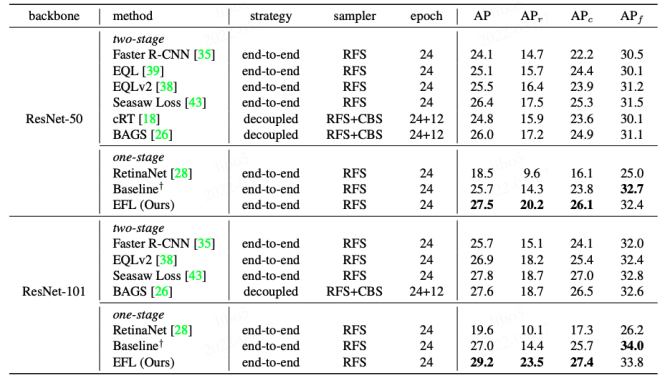 backbone method strategy sampler epoch AP APr APc APf
two-stage
Faster R-CNN [35] end-to-end RFS 24 24.1 14.7 22.2 30.5
EQL [39] end-to-end RFS 24 25.1 15.7 24.4 30.1
EQLv2 [38] end-to-end RFS 24 25.5 16.4 23.9 31.2
Seasaw Loss [43] end-to-end RFS 24 26.4 17.5 25.3 31.5
ResNet-50 cRT [18] decoupled RFS+CBS 24+12 24.8 15.9 23.6 30.1
BAGS [26] decoupled RFS+CBS 24+12 26.0 17.2 24.9 31.1
one-stage
RetinaNet [28] end-to-end RFS 24 18.5 9.6 16.1 25.0
Baseline† end-to-end RFS 24 25.7 14.3 23.8 32.7
EFL (Ours) end-to-end RFS 24 27.5 20.2 26.1 32.4
two-stage
Faster R-CNN [35] end-to-end RFS 24 25.7 15.1 24.1 32.0
EQLv2 [38] end-to-end RFS 24 26.9 18.2 25.4 32.4
Seasaw Loss [43] end-to-end RFS 24 27.8 18.7 27.0 32.8
ResNet-101 BAGS [26] decoupled RFS+CBS 24+12 27.6 18.7 26.5 32.6
one-stage
RetinaNet [28] end-to-end RFS 24 19.6 10.1 17.3 26.2
Baseline† end-to-end RFS 24 27.0 14.4 25.7 34.0
EFL (Ours) end-to-end RFS 24 29.2 23.5 27.4 33.8